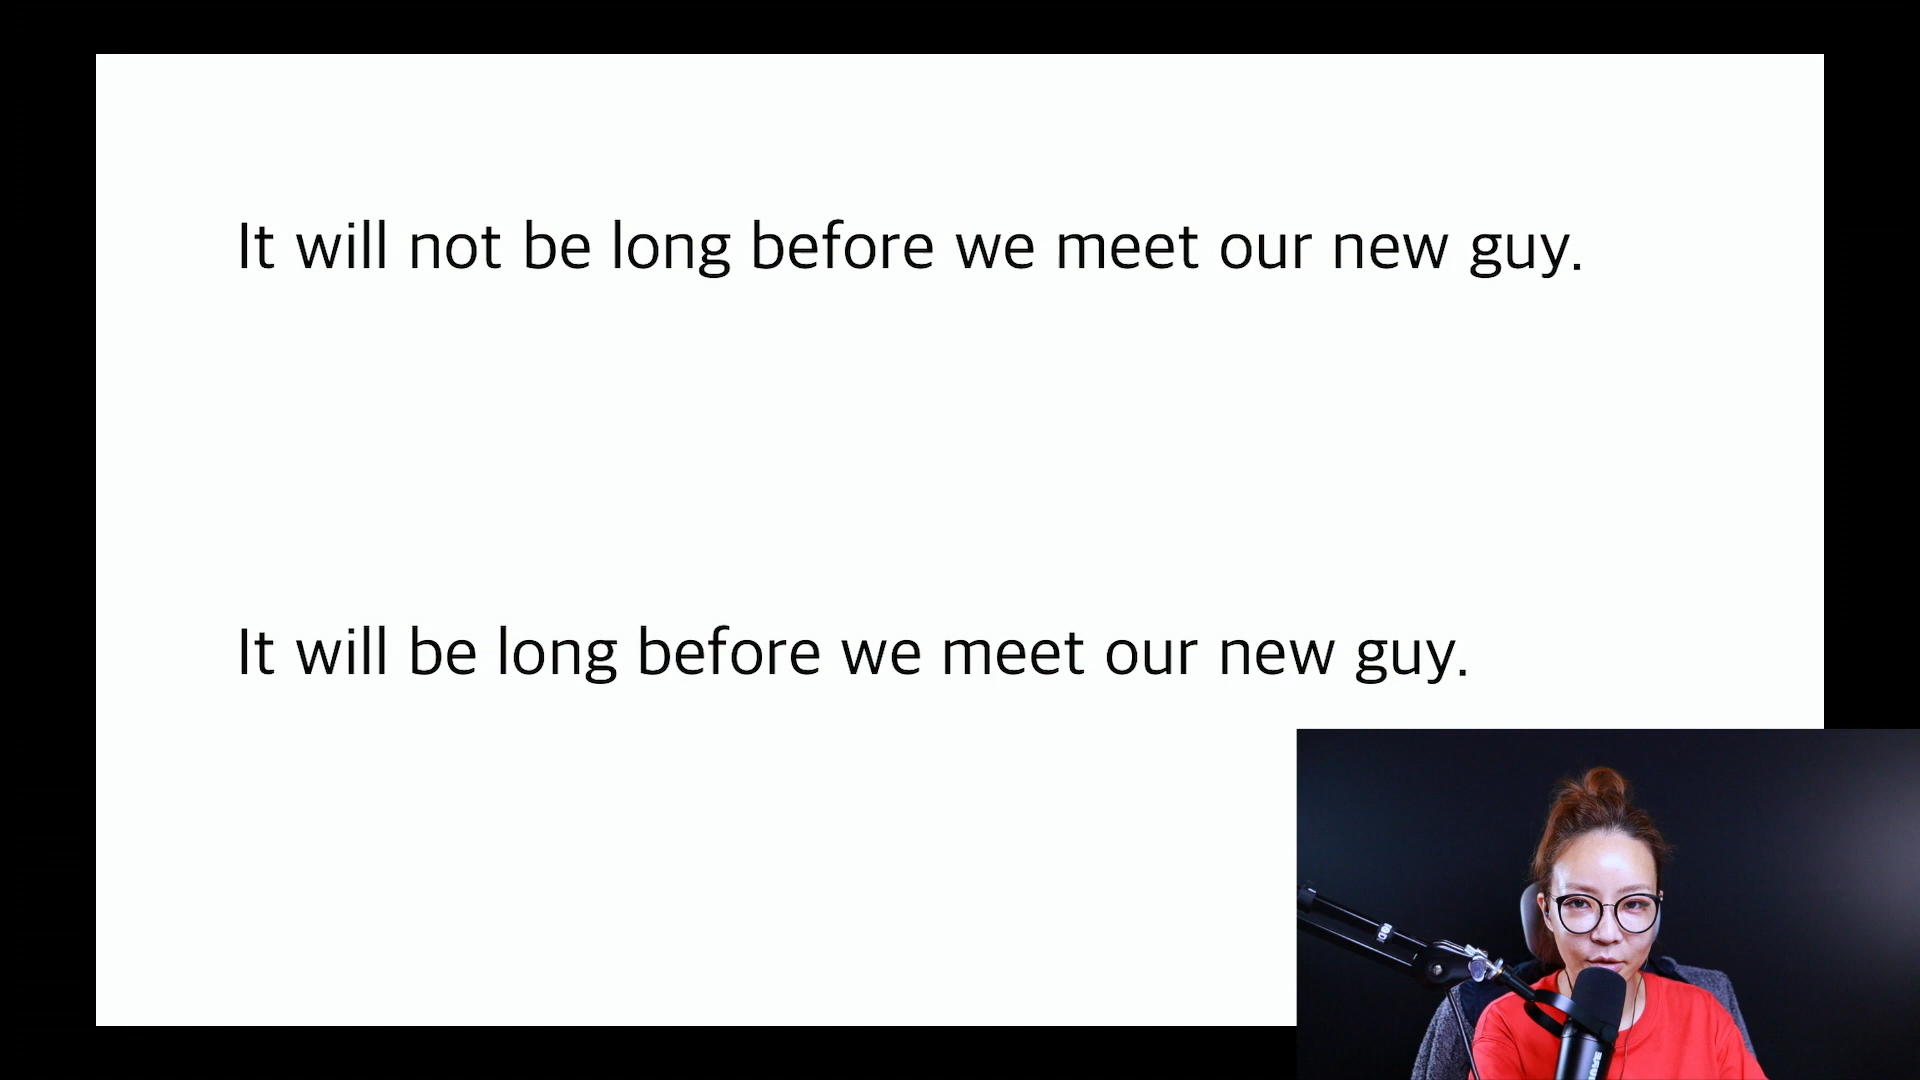 It will not be long before we meet our new guy.
It will be long before we meet our new guy.